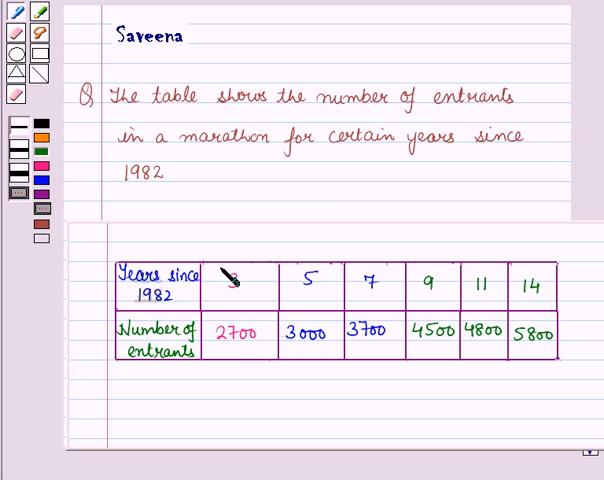 Saveena
Q The table shows the number of entrants
in a marathon for certain years since
1982
Years since 1982 3 5 7 9 11 14
Number of entrants 2700 3000 3700 4500 4800 5800